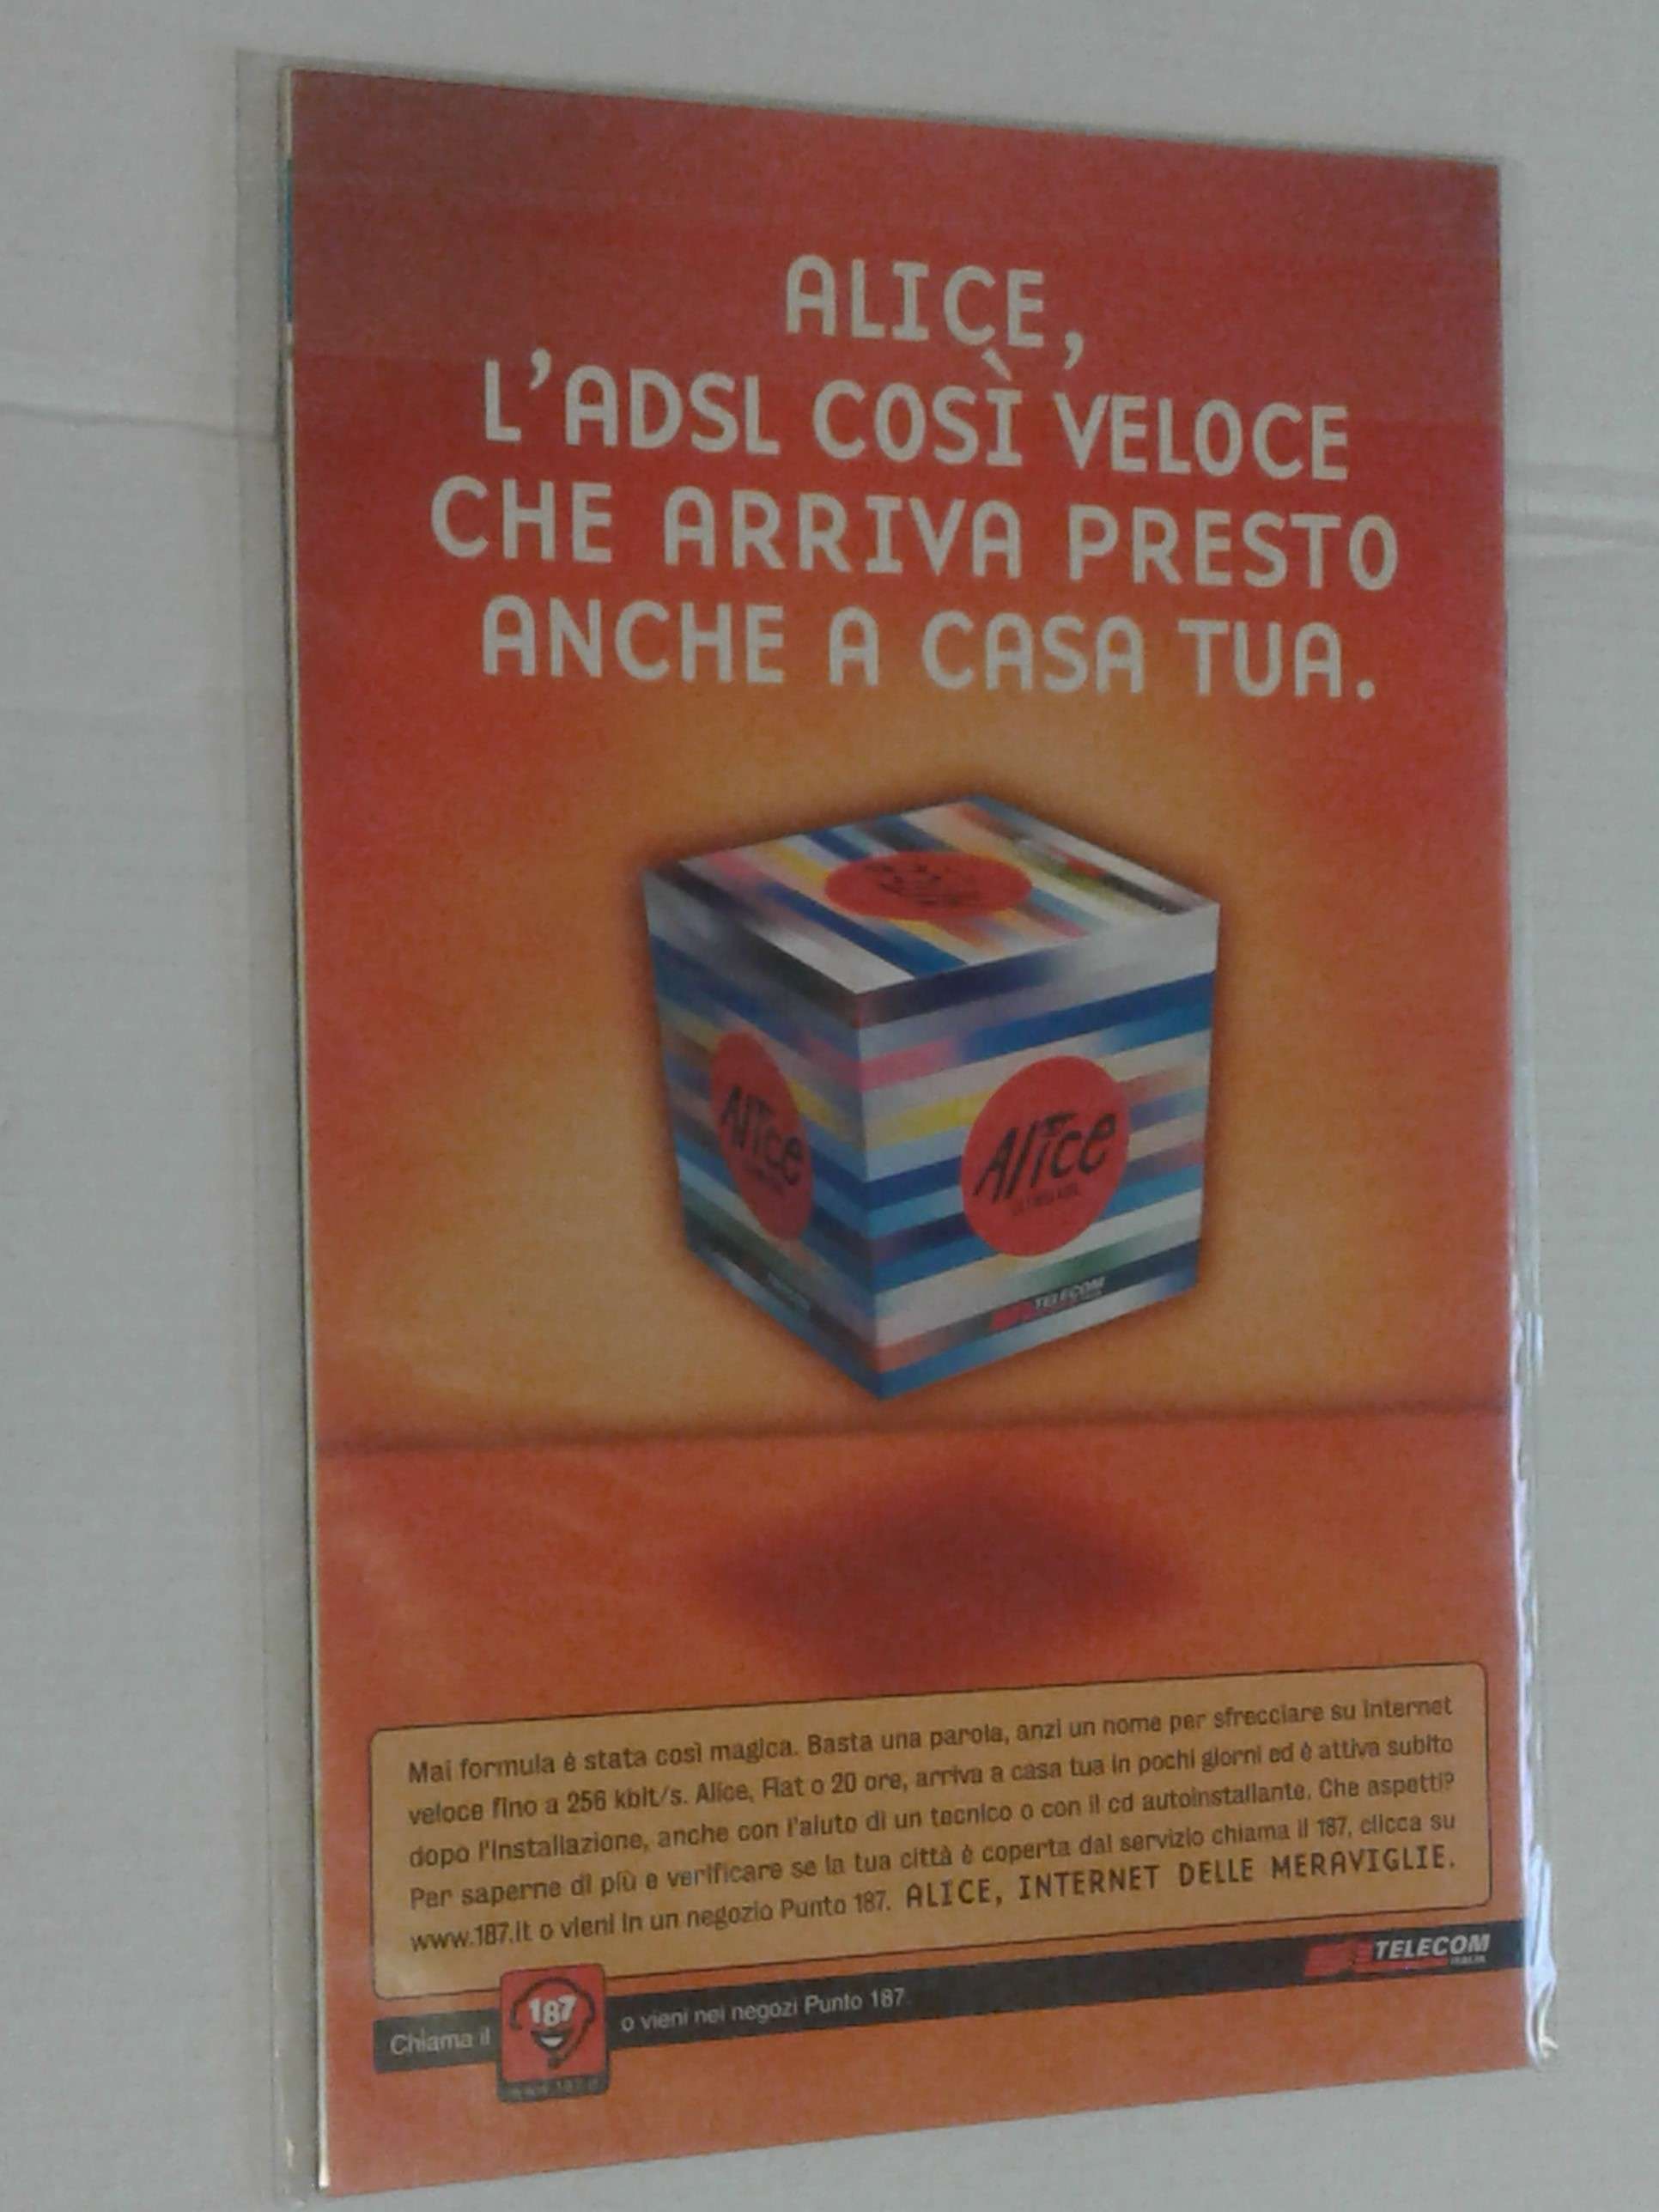 ALICE,
L'ADSL COSÌ VELOCE
CHE ARRIVA PRESTO
ANCHE A CASA TUA.
Alice
Alice
TELECOM
Mai formula è stata così magica. Basta una parola, anzi un nome per sfrecciare su Internet
veloce fino a 256 kbit/s. Alice, Flat o 20 ore, arriva a casa tua in pochi giorni ed è attiva subito
dopo l'installazione, anche con l'aiuto di un tecnico o con il cd autoinstallante. Che aspetti?
Per saperne di più e verificare se la tua città è coperta dal servizio chiama il 187, clicca su
www.187.it o vieni in un negozio Punto 187. ALICE, INTERNET DELLE MERAVIGLIE.
TELECOM
ITALIA
Chiama il 187 o vieni nei negozi Punto 187.
www.187.it